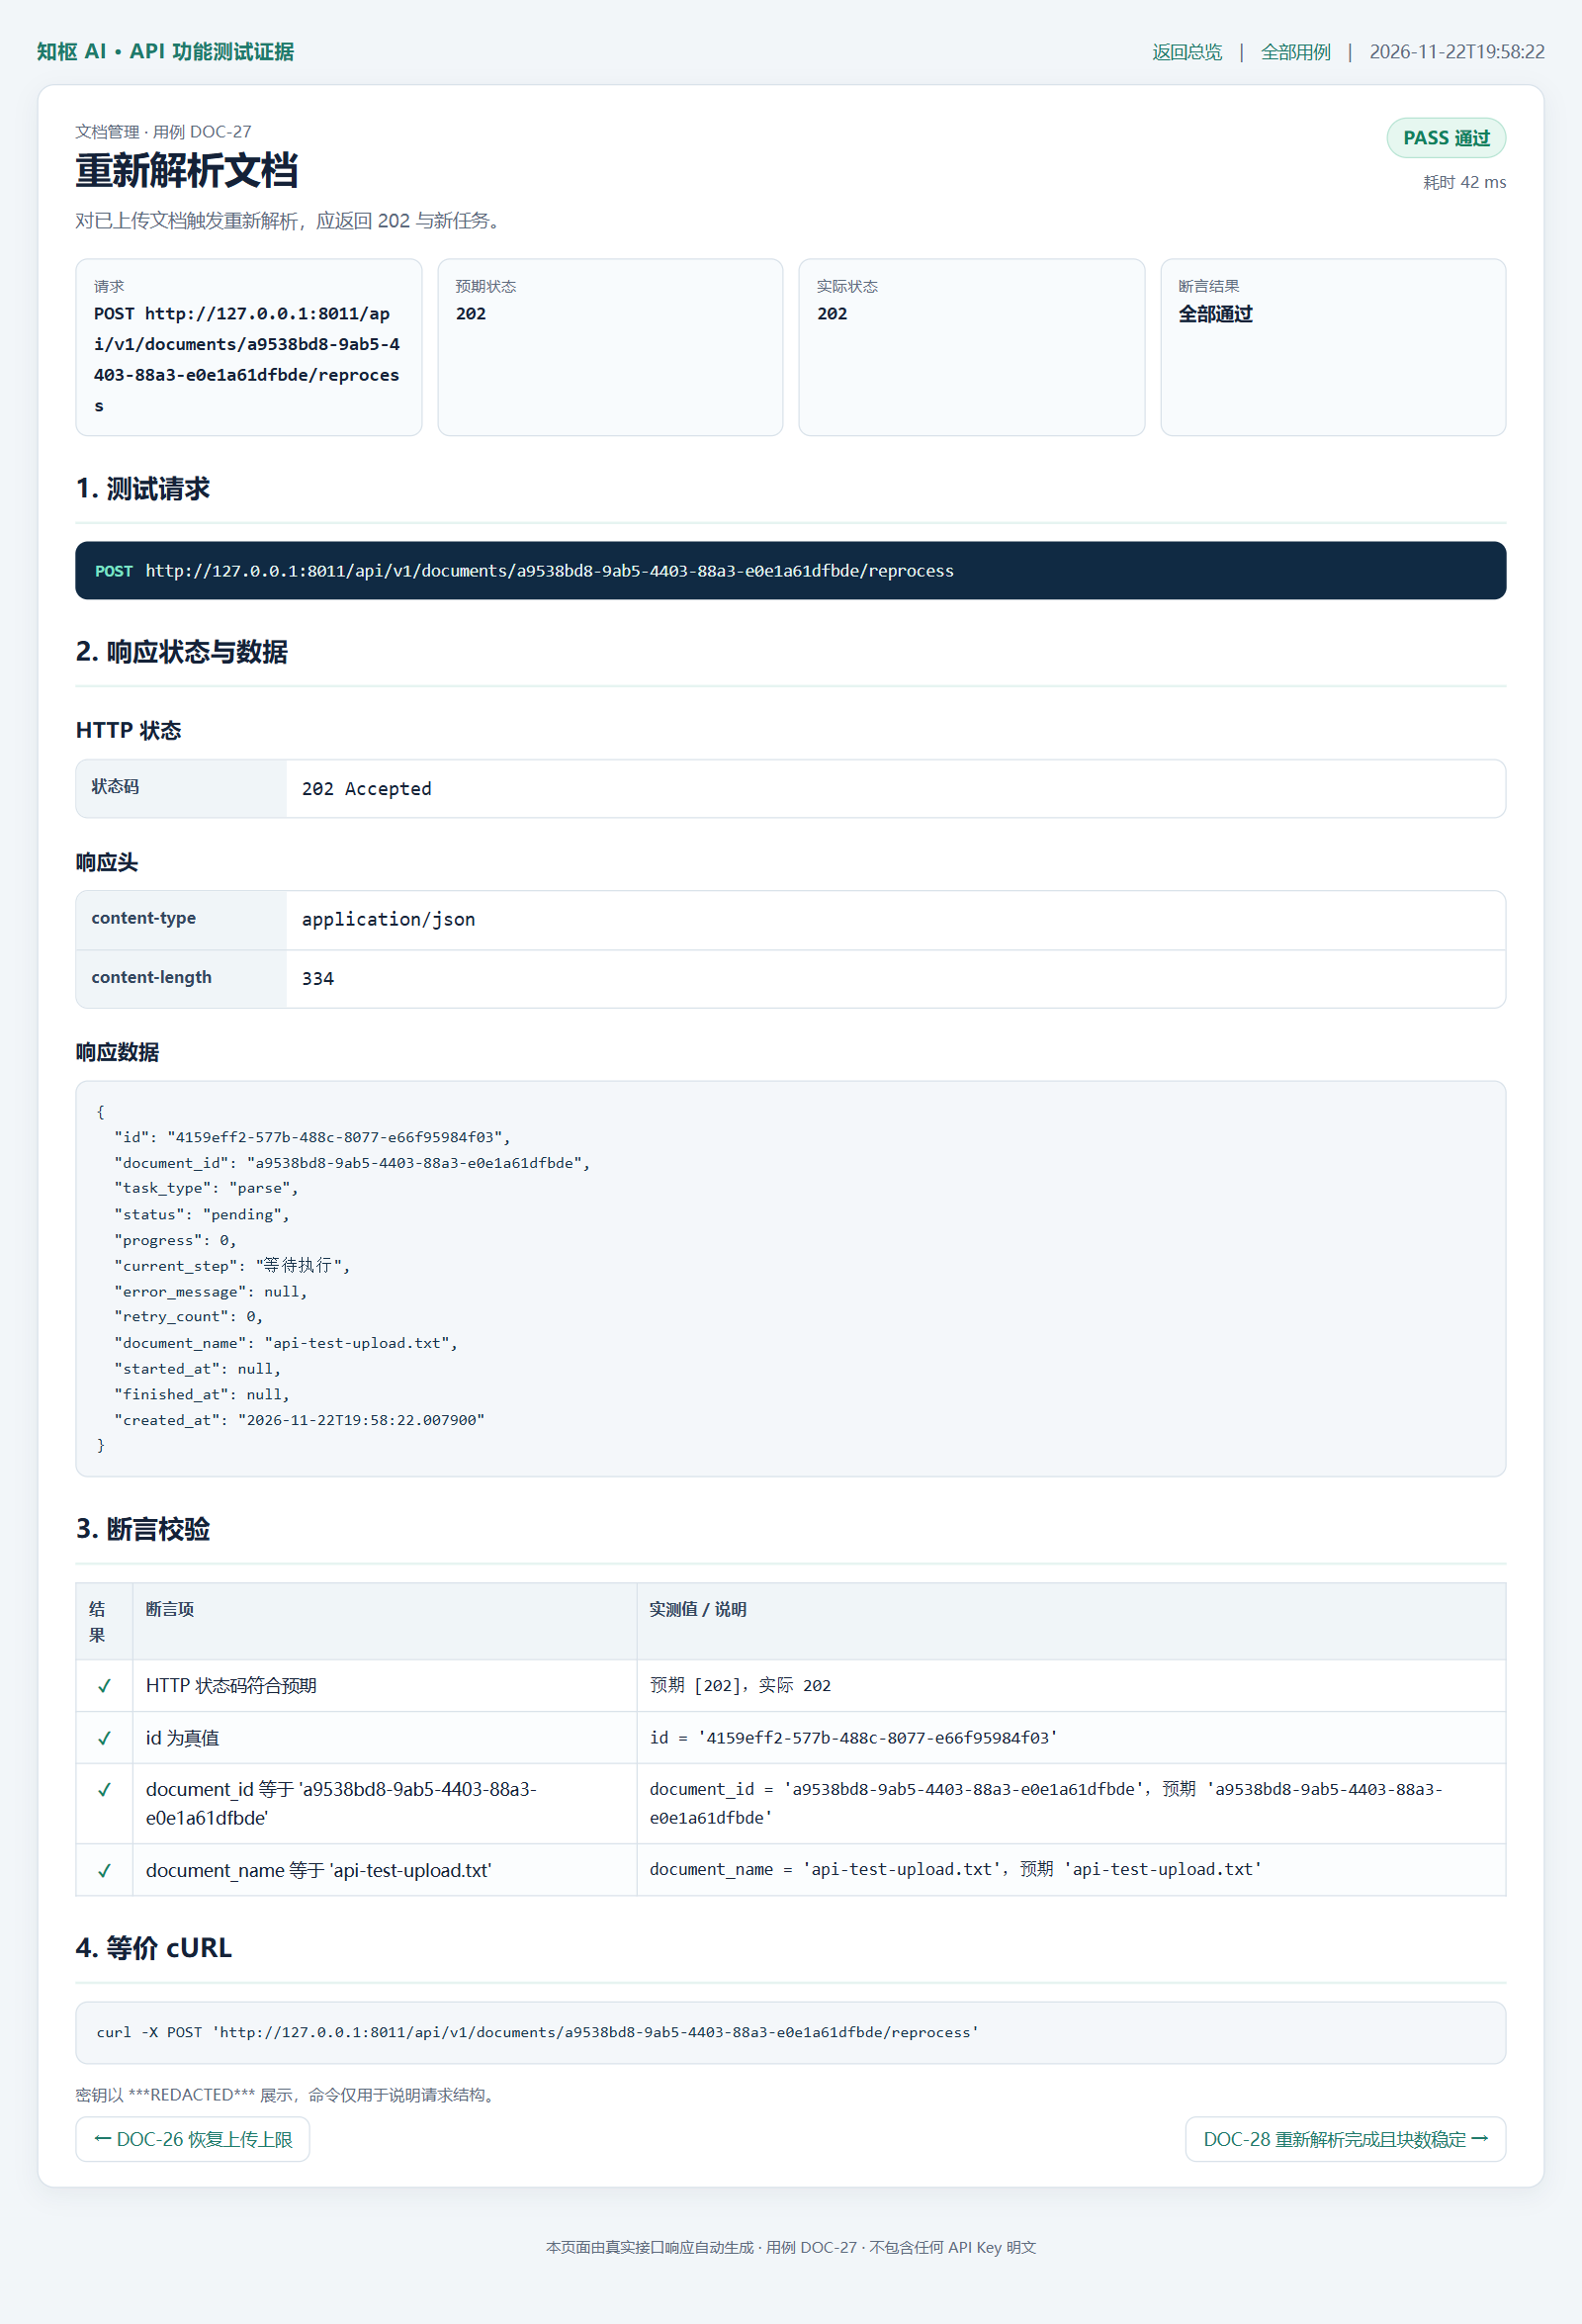 知枢 AI • API 功能测试证据
返回总览 | 全部用例 | 2026-11-22T19:58:22
文档管理 · 用例 DOC-27
重新解析文档
对已上传文档触发重新解析，应返回 202 与新任务。
PASS 通过
耗时 42 ms
请求
POST http://127.0.0.1:8011/ap
i/v1/documents/a9538bd8-9ab5-4
403-88a3-e0e1a61dfbde/reproces
s
预期状态
202
实际状态
202
断言结果
全部通过
1. 测试请求
POST http://127.0.0.1:8011/api/v1/documents/a9538bd8-9ab5-4403-88a3-e0e1a61dfbde/reprocess
2. 响应状态与数据
HTTP 状态
状态码 202 Accepted
响应头
content-type application/json
content-length 334
响应数据
{
"id": "4159eff2-577b-488c-8077-e66f95984f03",
"document_id": "a9538bd8-9ab5-4403-88a3-e0e1a61dfbde",
"task_type": "parse",
"status": "pending",
"progress": 0,
"current_step": "等待执行",
"error_message": null,
"retry_count": 0,
"document_name": "api-test-upload.txt",
"started_at": null,
"finished_at": null,
"created_at": "2026-11-22T19:58:22.007900"
}
3. 断言校验
结果 断言项 实测值 / 说明
✓ HTTP 状态码符合预期 预期 [202]，实际 202
✓ id 为真值 id = '4159eff2-577b-488c-8077-e66f95984f03'
✓ document_id 等于 'a9538bd8-9ab5-4403-88a3-
e0e1a61dfbde'
document_id = 'a9538bd8-9ab5-4403-88a3-e0e1a61dfbde'，预期 'a9538bd8-9ab5-4403-88a3-
e0e1a61dfbde'
✓ document_name 等于 'api-test-upload.txt' document_name = 'api-test-upload.txt'，预期 'api-test-upload.txt'
4. 等价 cURL
curl -X POST 'http://127.0.0.1:8011/api/v1/documents/a9538bd8-9ab5-4403-88a3-e0e1a61dfbde/reprocess'
密钥以 ***REDACTED*** 展示，命令仅用于说明请求结构。
← DOC-26 恢复上传上限
DOC-28 重新解析完成且块数稳定 →
本页面由真实接口响应自动生成 · 用例 DOC-27 · 不包含任何 API Key 明文